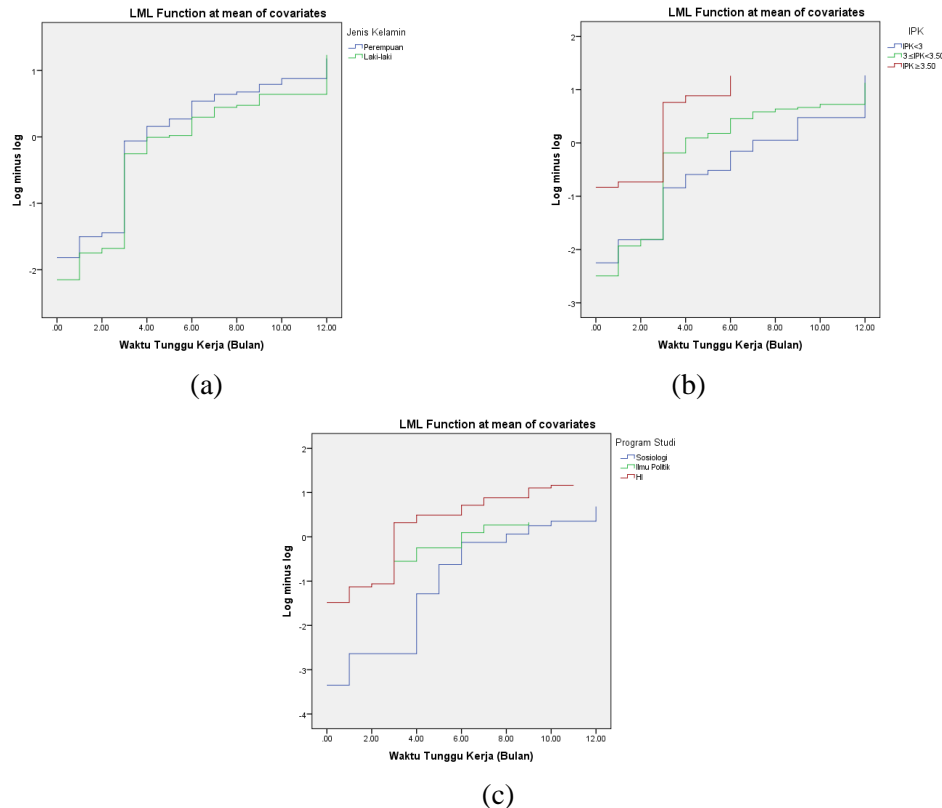 LML Function at mean of covariates
Jenis Kelamin
Perempuan
Laki-laki
Log minus log
1
0
-1
-2
.00 2.00 4.00 6.00 8.00 10.00 12.00
Waktu Tunggu Kerja (Bulan)
(a)
LML Function at mean of covariates
IPK
IPK<3
3≤IPK<3.50
IPK≥3.50
Log minus log
2
1
0
-1
-2
-3
.00 2.00 4.00 6.00 8.00 10.00 12.00
Waktu Tunggu Kerja (Bulan)
(b)
LML Function at mean of covariates
Program Studi
Sosiologi
Ilmu Politik
HI
Log minus log
2
1
0
-1
-2
-3
-4
.00 2.00 4.00 6.00 8.00 10.00 12.00
Waktu Tunggu Kerja (Bulan)
(c)